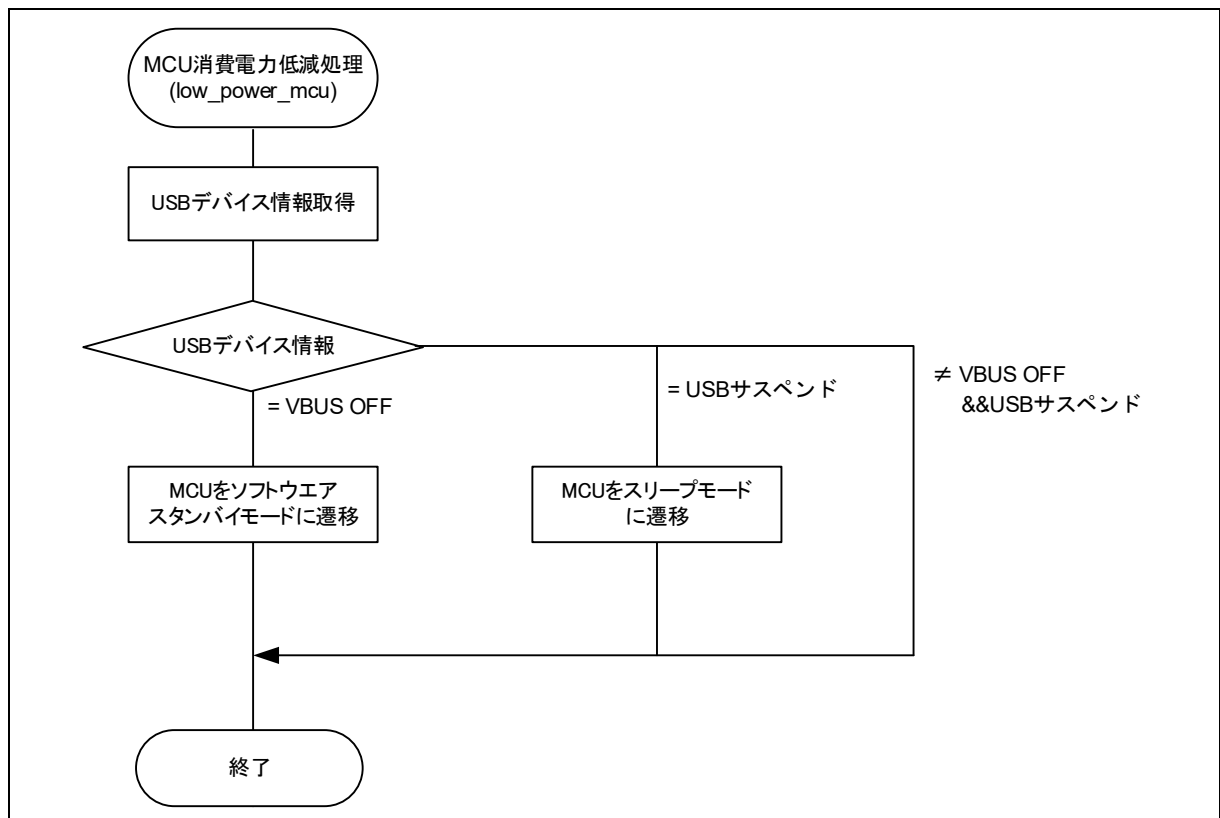 MCU消費電力低減処理
(low_power_mcu)
USBデバイス情報取得
USBデバイス情報
= VBUS OFF
= USBサスペンド
≠ VBUS OFF
&&USBサスペンド
MCUをソフトウエア
スタンバイモードに遷移
MCUをスリープモード
に遷移
終了